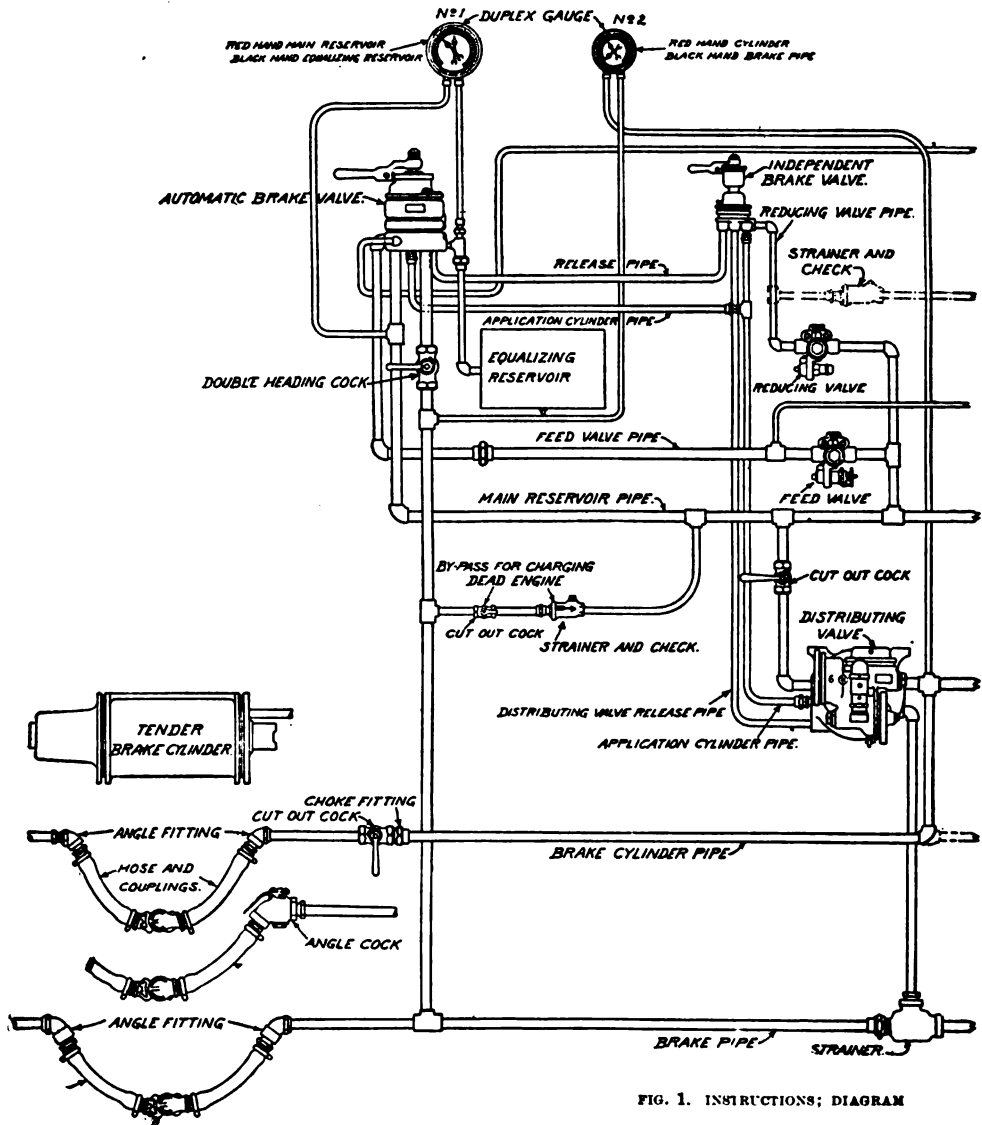 Nº1 DUPLEX GAUGE Nº2
RED HAND MAIN RESERVOIR
BLACK HAND EQUALIZING RESERVOIR
RED HAND CYLINDER
BLACK HAND BRAKE PIPE
AUTOMATIC BRAKE VALVE.
INDEPENDENT
BRAKE VALVE.
REDUCING VALVE PIPE.
STRAINER AND
CHECK
RELEASE PIPE
APPLICATION CYLINDER PIPE
EQUALIZING
RESERVOIR
DOUBLE HEADING COCK
REDUCING VALVE
FEED VALVE PIPE
FEED VALVE
MAIN RESERVOIR PIPE.
BY-PASS FOR CHARGING
DEAD ENGINE
CUT OUT COCK
CUT OUT COCK
STRAINER AND CHECK.
DISTRIBUTING
VALVE
6
DISTRIBUTING VALVE RELEASE PIPE
APPLICATION CYLINDER PIPE.
TENDER
BRAKE CYLINDER
CHOKE FITTING
CUT OUT COCK
ANGLE FITTING
BRAKE CYLINDER PIPE
HOSE AND
COUPLINGS.
ANGLE COCK
ANGLE FITTING
BRAKE PIPE
STRAINER
FIG. 1. INSTRUCTIONS; DIAGRAM